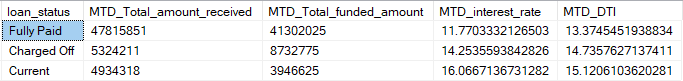 loan_status MTD_Total_amount_received MTD_Total_funded_amount MTD_interest_rate MTD_DTI
Fully Paid 47815851 41302025 11.7703332126503 13.3745451938834
Charged Off 5324211 8732775 14.2535593842826 14.7357627137411
Current 4934318 3946625 16.0667136731282 15.1206103620281